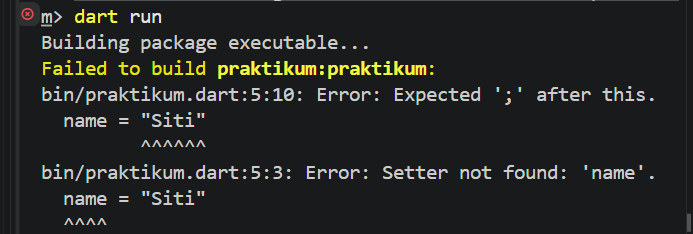 m> dart run
Building package executable...
Failed to build praktikum:praktikum:
bin/praktikum.dart:5:10: Error: Expected ';' after this.
  name = "Siti"
         ^^^^^^
bin/praktikum.dart:5:3: Error: Setter not found: 'name'.
  name = "Siti"
  ^^^^